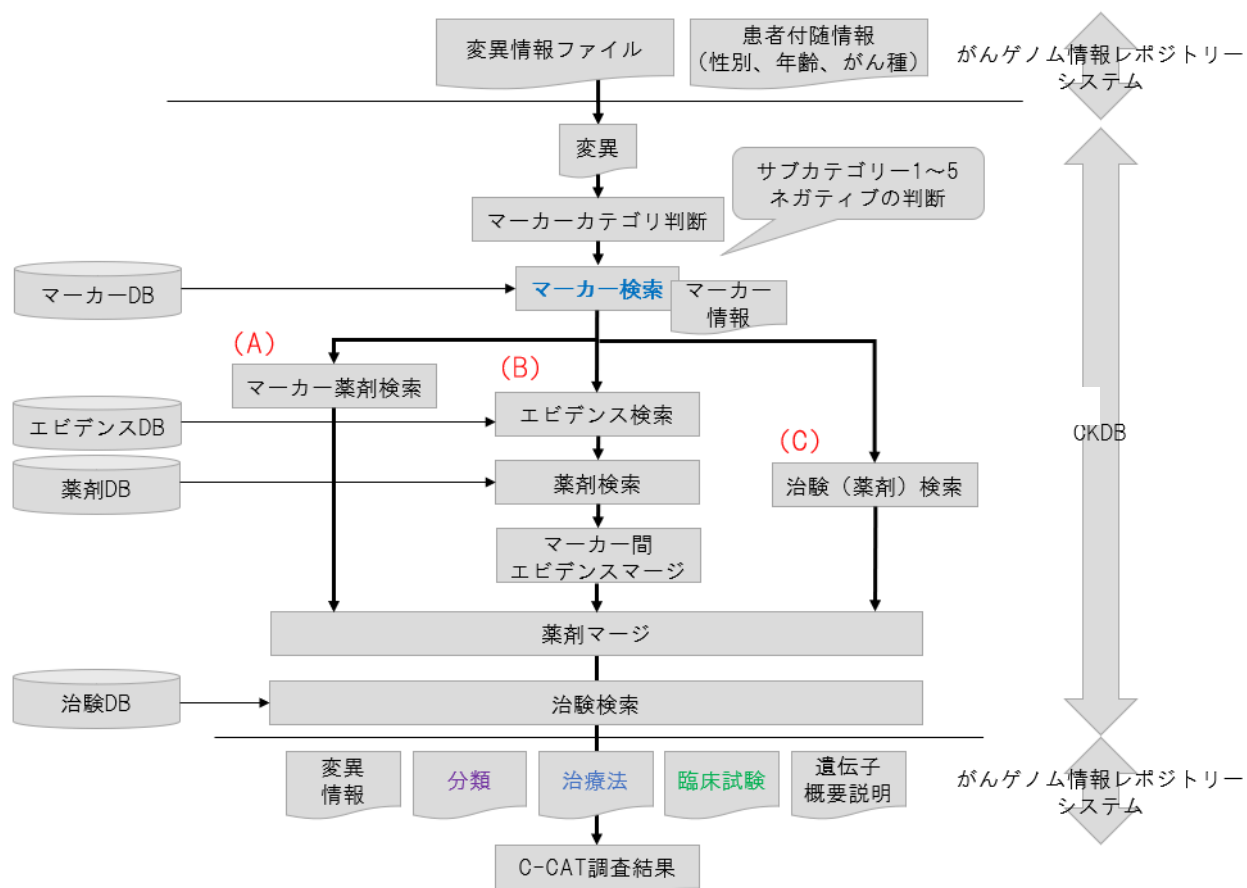 変異情報ファイル
患者付随情報
（性別、年齢、がん種）
がんゲノム情報レポジトリー
システム
変異
サブカテゴリー1～5
ネガティブの判断
マーカーカテゴリ判断
マーカーDB
マーカー検索
マーカー
情報
(A)
マーカー薬剤検索
(B)
エビデンスDB
エビデンス検索
CKDB
(C)
薬剤DB
薬剤検索
治験（薬剤）検索
マーカー間
エビデンスマージ
薬剤マージ
治験DB
治験検索
変異
情報
分類
治療法
臨床試験
遺伝子
概要説明
がんゲノム情報レポジトリー
システム
C-CAT調査結果